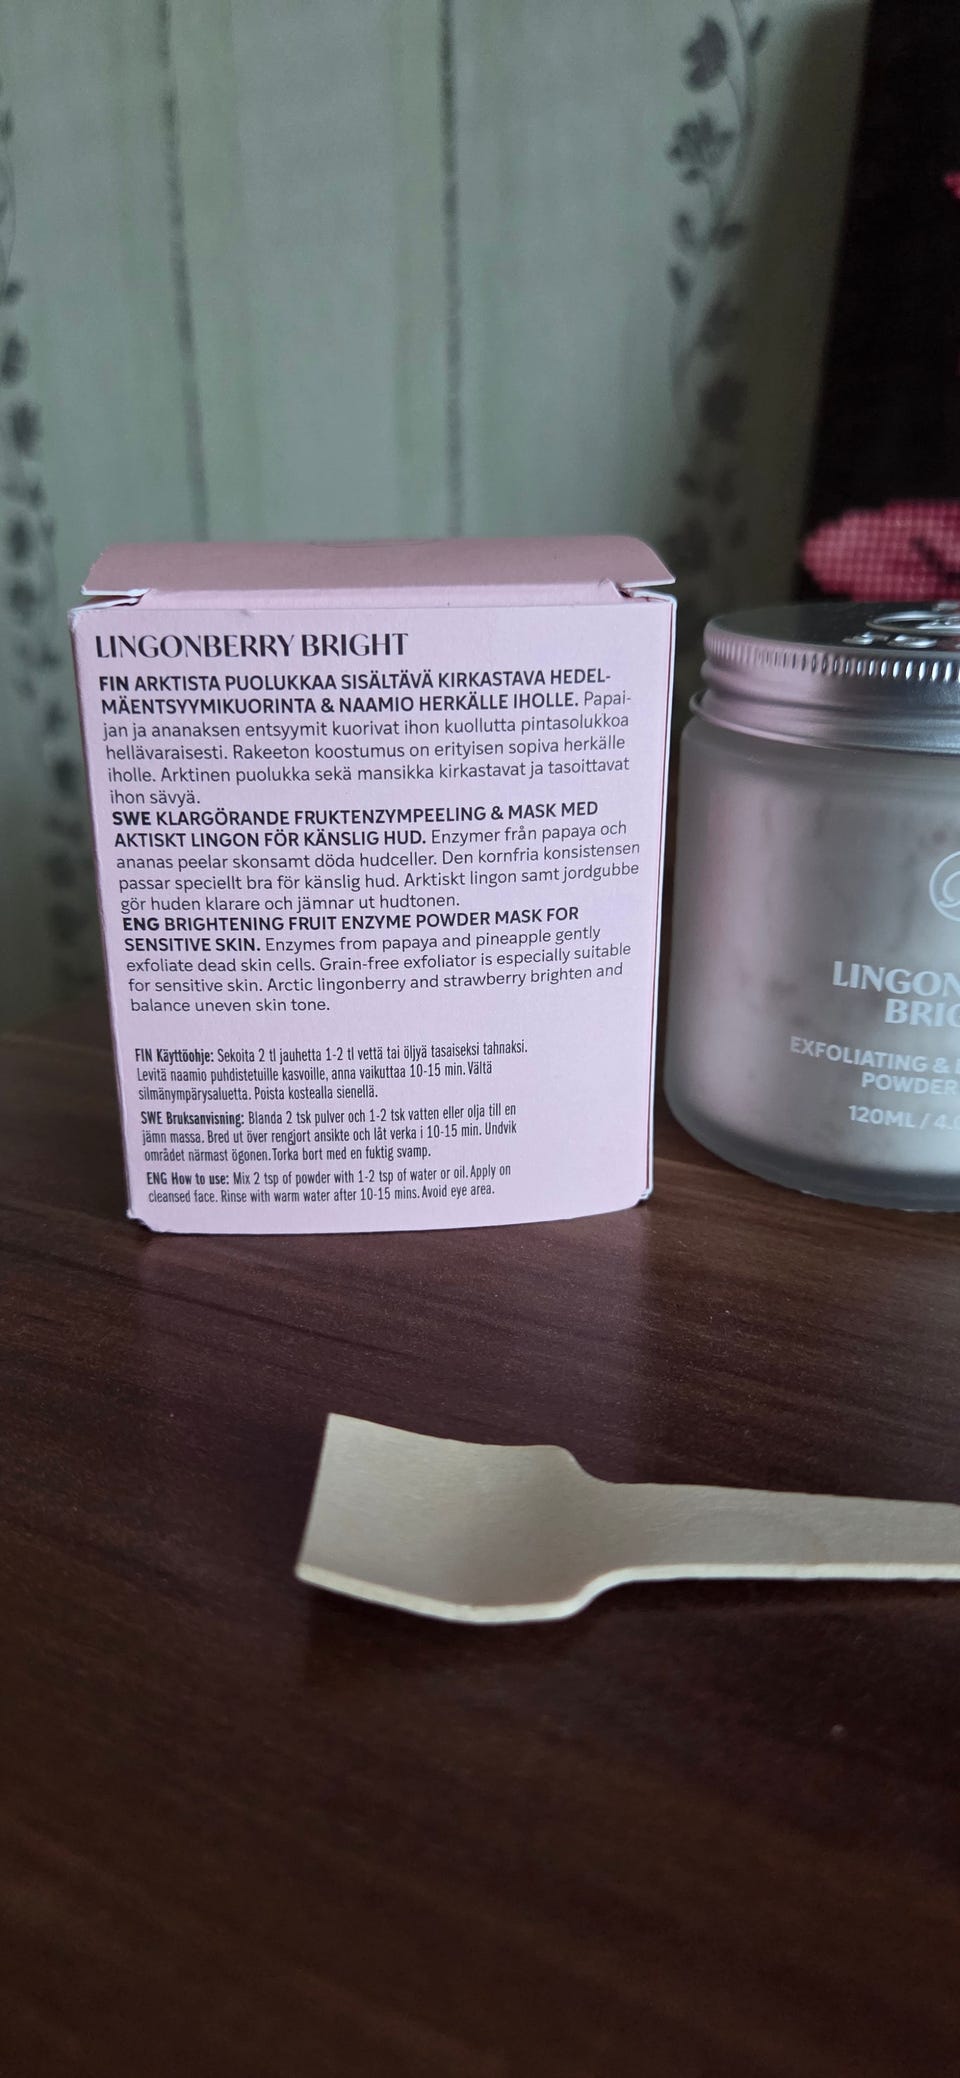 LINGONBERRY BRIGHT
FIN ARKTISTA PUOLUKKAA SISÄLTÄVÄ KIRKASTAVA HEDEL-
MÄENTSYYMIKUORINTA & NAAMIO HERKÄLLE IHOLLE. Papai-
jan ja ananaksen entsyymit kuorivat ihon kuollutta pintasolukkoa
hellävaraisesti. Rakeeton koostumus on erityisen sopiva herkälle
iholle. Arktinen puolukka sekä mansikka kirkastavat ja tasoittavat
ihon sävyä.
SWE KLARGÖRANDE FRUKTENZYMPEELING & MASK MED
AKTISKT LINGON FÖR KÄNSLIG HUD. Enzymer från papaya och
ananas peelar skonsamt döda hudceller. Den kornfria konsistensen
passar speciellt bra för känslig hud. Arktiskt lingon samt jordgubbe
gör huden klarare och jämnar ut hudtonen.
ENG BRIGHTENING FRUIT ENZYME POWDER MASK FOR
SENSITIVE SKIN. Enzymes from papaya and pineapple gently
exfoliate dead skin cells. Grain-free exfoliator is especially suitable
for sensitive skin. Arctic lingonberry and strawberry brighten and
balance uneven skin tone.
FIN Käyttöohje: Sekoita 2 tl jauhetta 1-2 tl vettä tai öljyä tasaiseksi tahnaksi.
Levitä naamio puhdistetuille kasvoille, anna vaikuttaa 10-15 min. Vältä
silmänympärysaluetta. Poista kostealla sienellä.
SWE Bruksanvisning: Blanda 2 tsk pulver och 1-2 tsk vatten eller olja till en
jämn massa. Bred ut över rengjort ansikte och låt verka i 10-15 min. Undvik
området närmast ögonen. Torka bort med en fuktig svamp.
ENG How to use: Mix 2 tsp of powder with 1-2 tsp of water or oil. Apply on
cleansed face. Rinse with warm water after 10-15 mins. Avoid eye area.
LINGON
BRIG
EXFOLIATING &
POWDER
120ML / 4.